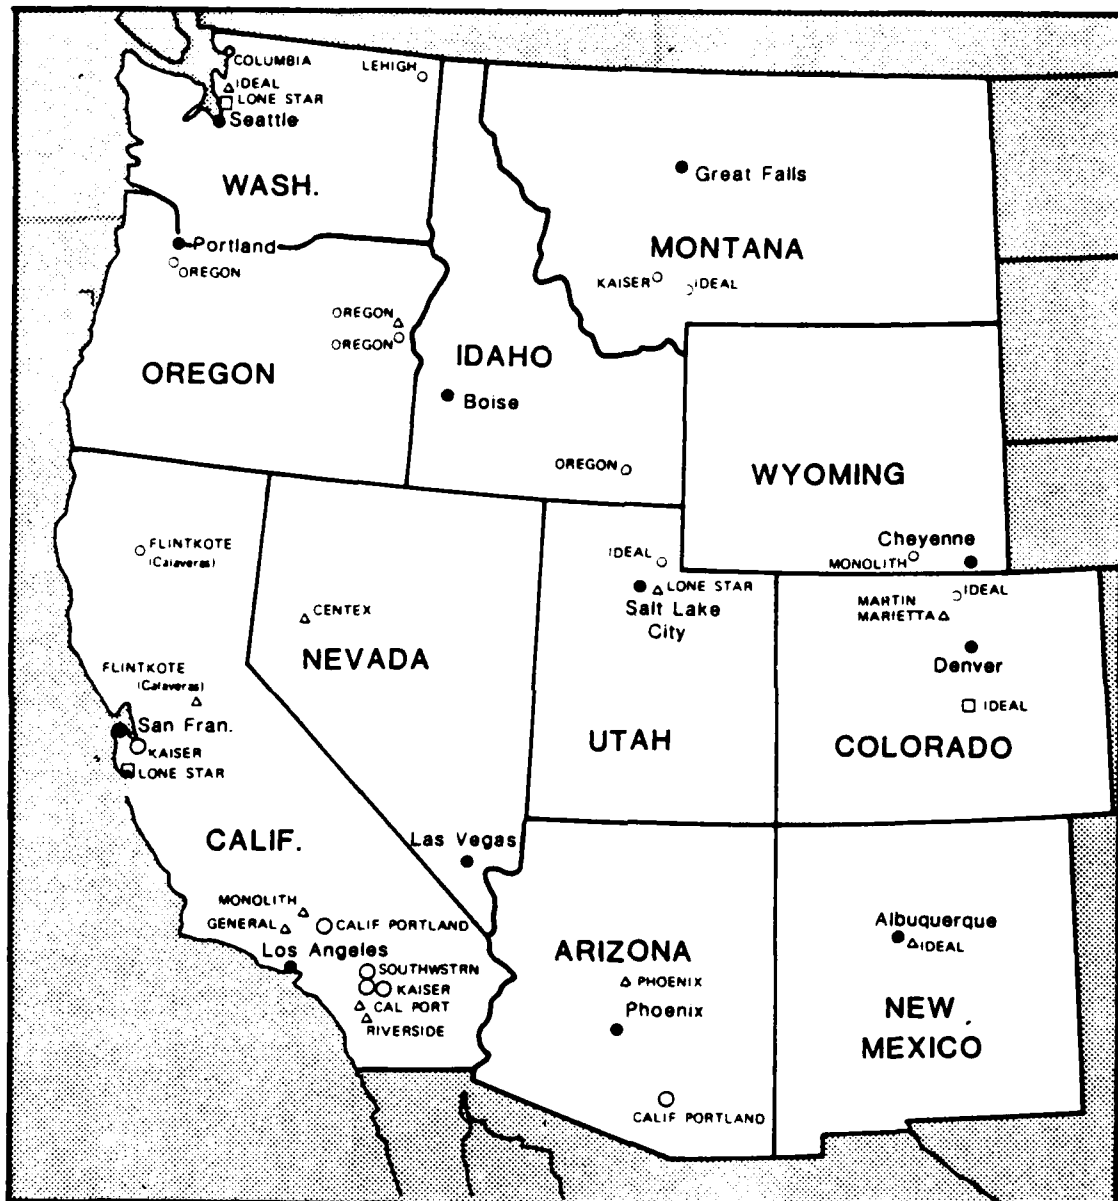 COLUMBIA
LEHIGH
IDEAL
LONE STAR
Seattle
WASH.
Great Falls
Portland
OREGON
MONTANA
KAISER
IDEAL
OREGON
OREGON
OREGON
IDAHO
Boise
OREGON
WYOMING
Cheyenne
MONOLITH
FLINTKOTE
(Calaveras)
IDEAL
LONE STAR
Salt Lake
City
IDEAL
MARTIN
MARIETTA
Denver
CENTEX
NEVADA
FLINTKOTE
(Calaveras)
San Fran.
KAISER
LONE STAR
UTAH
IDEAL
COLORADO
CALIF.
Las Vegas
MONOLITH
GENERAL
CALIF PORTLAND
Los Angeles
SOUTHWSTRN
KAISER
CAL PORT
RIVERSIDE
ARIZONA
PHOENIX
Phoenix
CALIF PORTLAND
Albuquerque
IDEAL
NEW
MEXICO